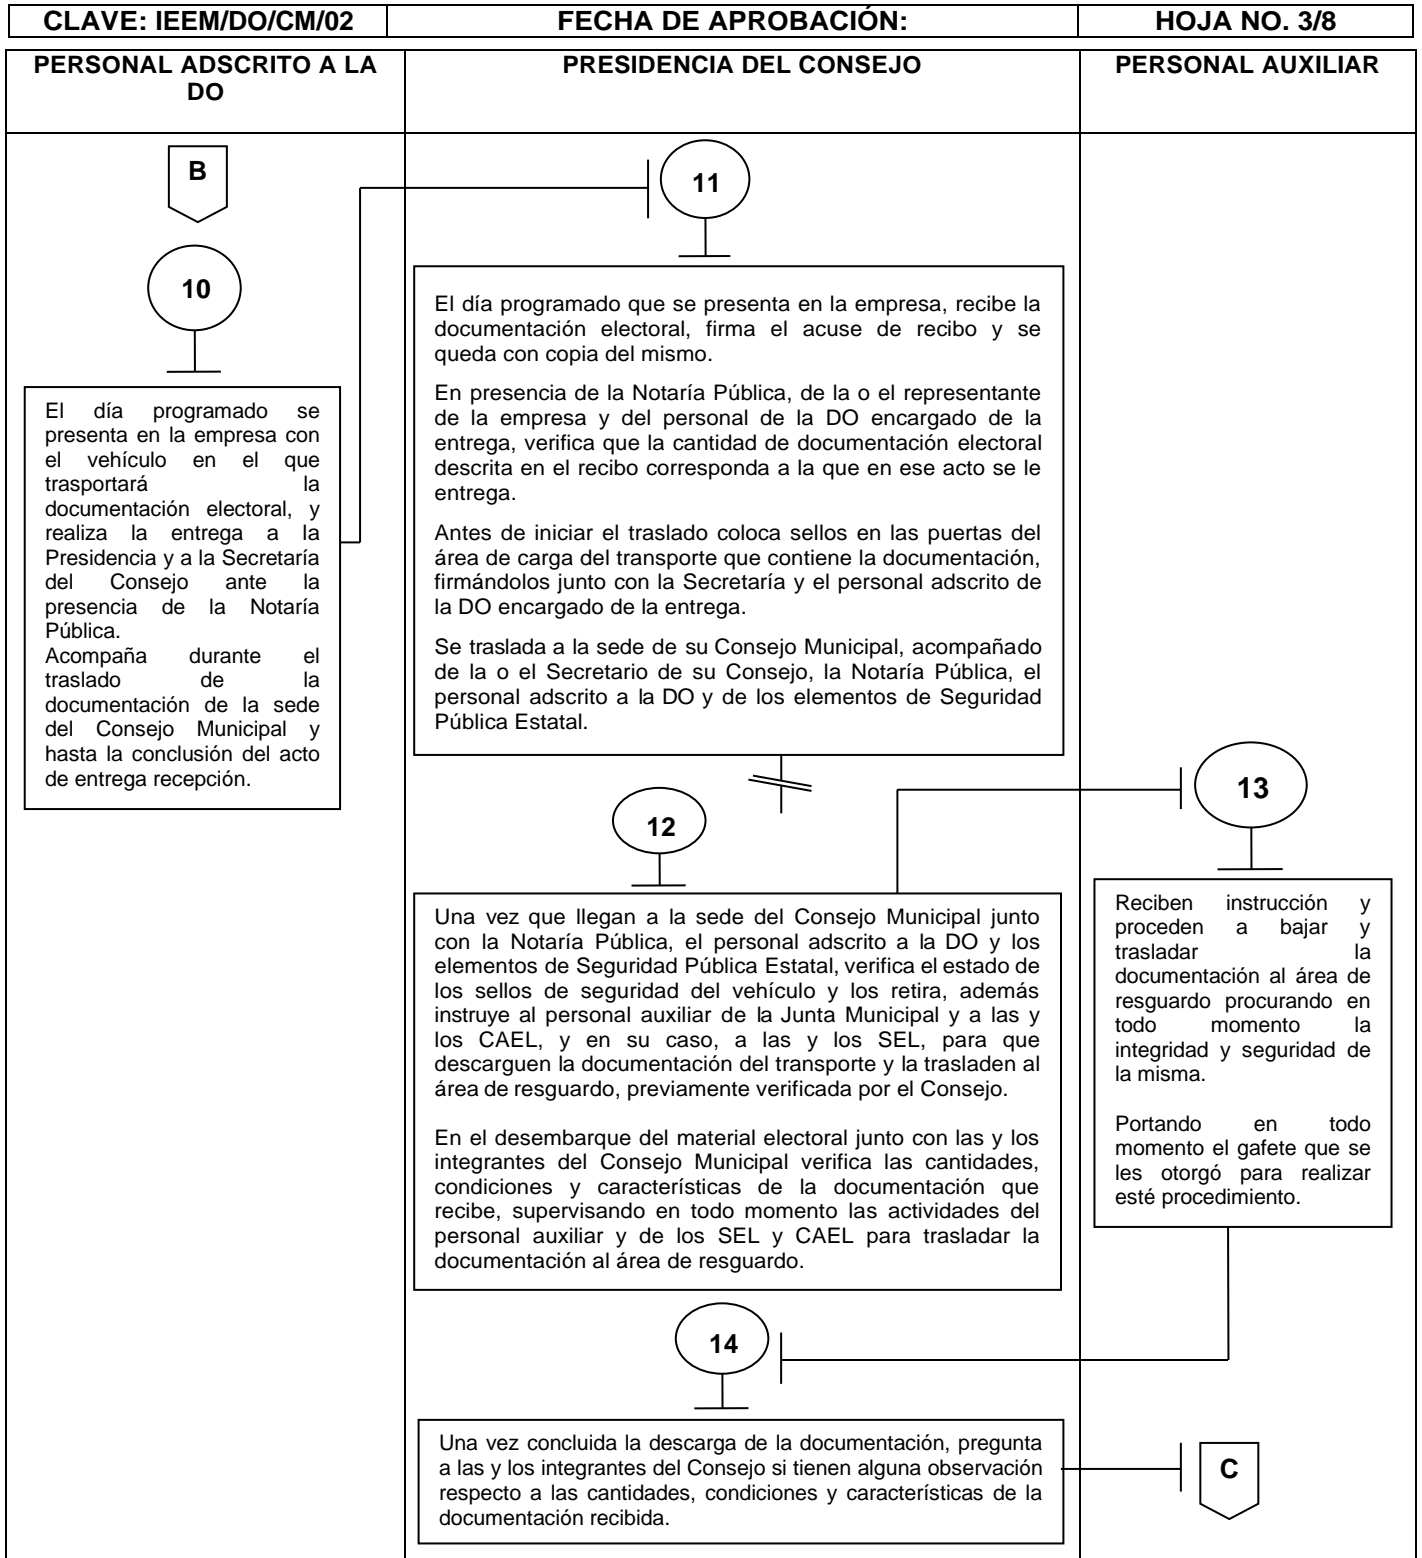 CLAVE: IEEM/DO/CM/02 FECHA DE APROBACIÓN: HOJA NO. 3/8
PERSONAL ADSCRITO A LA
DO
PRESIDENCIA DEL CONSEJO
PERSONAL AUXILIAR
B
10
El día programado se
presenta en la empresa con
el vehículo en el que
trasportará la
documentación electoral, y
realiza la entrega a la
Presidencia y a la Secretaría
del Consejo ante la
presencia de la Notaría
Pública.
Acompaña durante el
traslado de la
documentación de la sede
del Consejo Municipal y
hasta la conclusión del acto
de entrega recepción.
11
El día programado que se presenta en la empresa, recibe la
documentación electoral, firma el acuse de recibo y se
queda con copia del mismo.
En presencia de la Notaría Pública, de la o el representante
de la empresa y del personal de la DO encargado de la
entrega, verifica que la cantidad de documentación electoral
descrita en el recibo corresponda a la que en ese acto se le
entrega.
Antes de iniciar el traslado coloca sellos en las puertas del
área de carga del transporte que contiene la documentación,
firmándolos junto con la Secretaría y el personal adscrito de
la DO encargado de la entrega.
Se traslada a la sede de su Consejo Municipal, acompañado
de la o el Secretario de su Consejo, la Notaría Pública, el
personal adscrito a la DO y de los elementos de Seguridad
Pública Estatal.
12
Una vez que llegan a la sede del Consejo Municipal junto
con la Notaría Pública, el personal adscrito a la DO y los
elementos de Seguridad Pública Estatal, verifica el estado de
los sellos de seguridad del vehículo y los retira, además
instruye al personal auxiliar de la Junta Municipal y a las y
los CAEL, y en su caso, a las y los SEL, para que
descarguen la documentación del transporte y la trasladen al
área de resguardo, previamente verificada por el Consejo.
En el desembarque del material electoral junto con las y los
integrantes del Consejo Municipal verifica las cantidades,
condiciones y características de la documentación que
recibe, supervisando en todo momento las actividades del
personal auxiliar y de los SEL y CAEL para trasladar la
documentación al área de resguardo.
13
Reciben instrucción y
proceden a bajar y
trasladar la
documentación al área de
resguardo procurando en
todo momento la
integridad y seguridad de
la misma.
Portando en todo
momento el gafete que se
les otorgó para realizar
esté procedimiento.
14
Una vez concluida la descarga de la documentación, pregunta
a las y los integrantes del Consejo si tienen alguna observación
respecto a las cantidades, condiciones y características de la
documentación recibida.
C